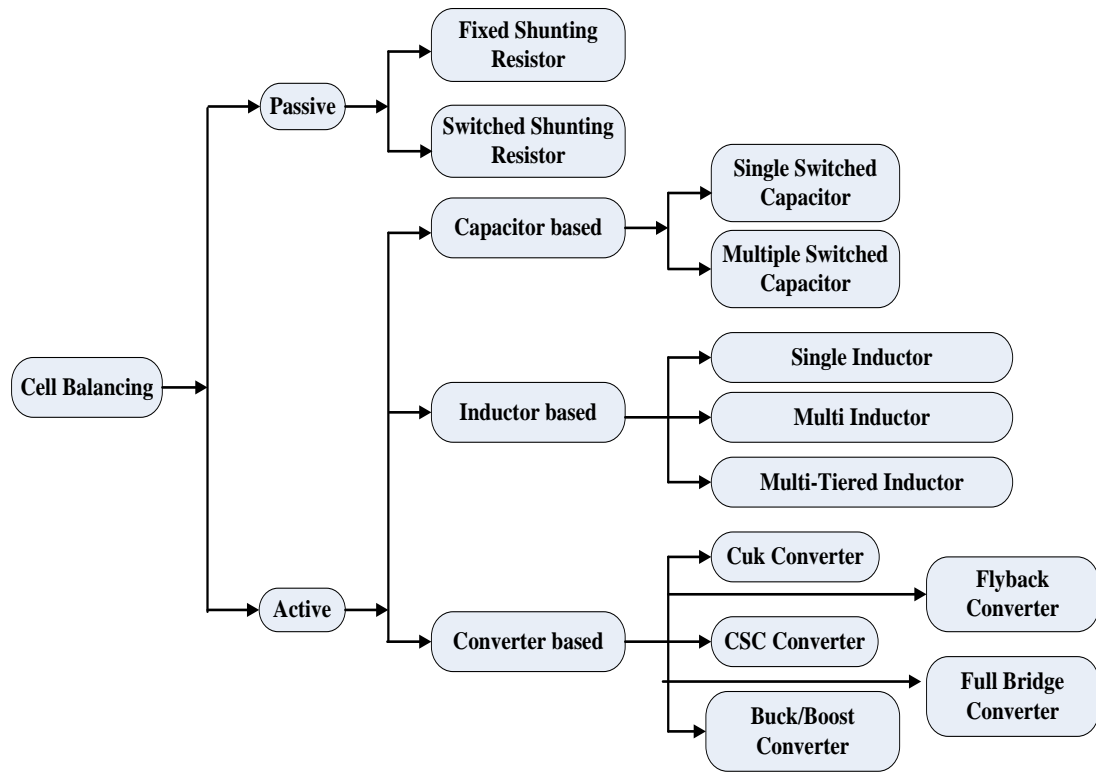 Fixed Shunting
Resistor
Passive
Switched Shunting
Resistor
Single Switched
Capacitor
Capacitor based
Multiple Switched
Capacitor
Cell Balancing
Single Inductor
Inductor based
Multi Inductor
Multi-Tiered Inductor
Active
Converter based
Cuk Converter
Flyback
Converter
CSC Converter
Full Bridge
Converter
Buck/Boost
Converter